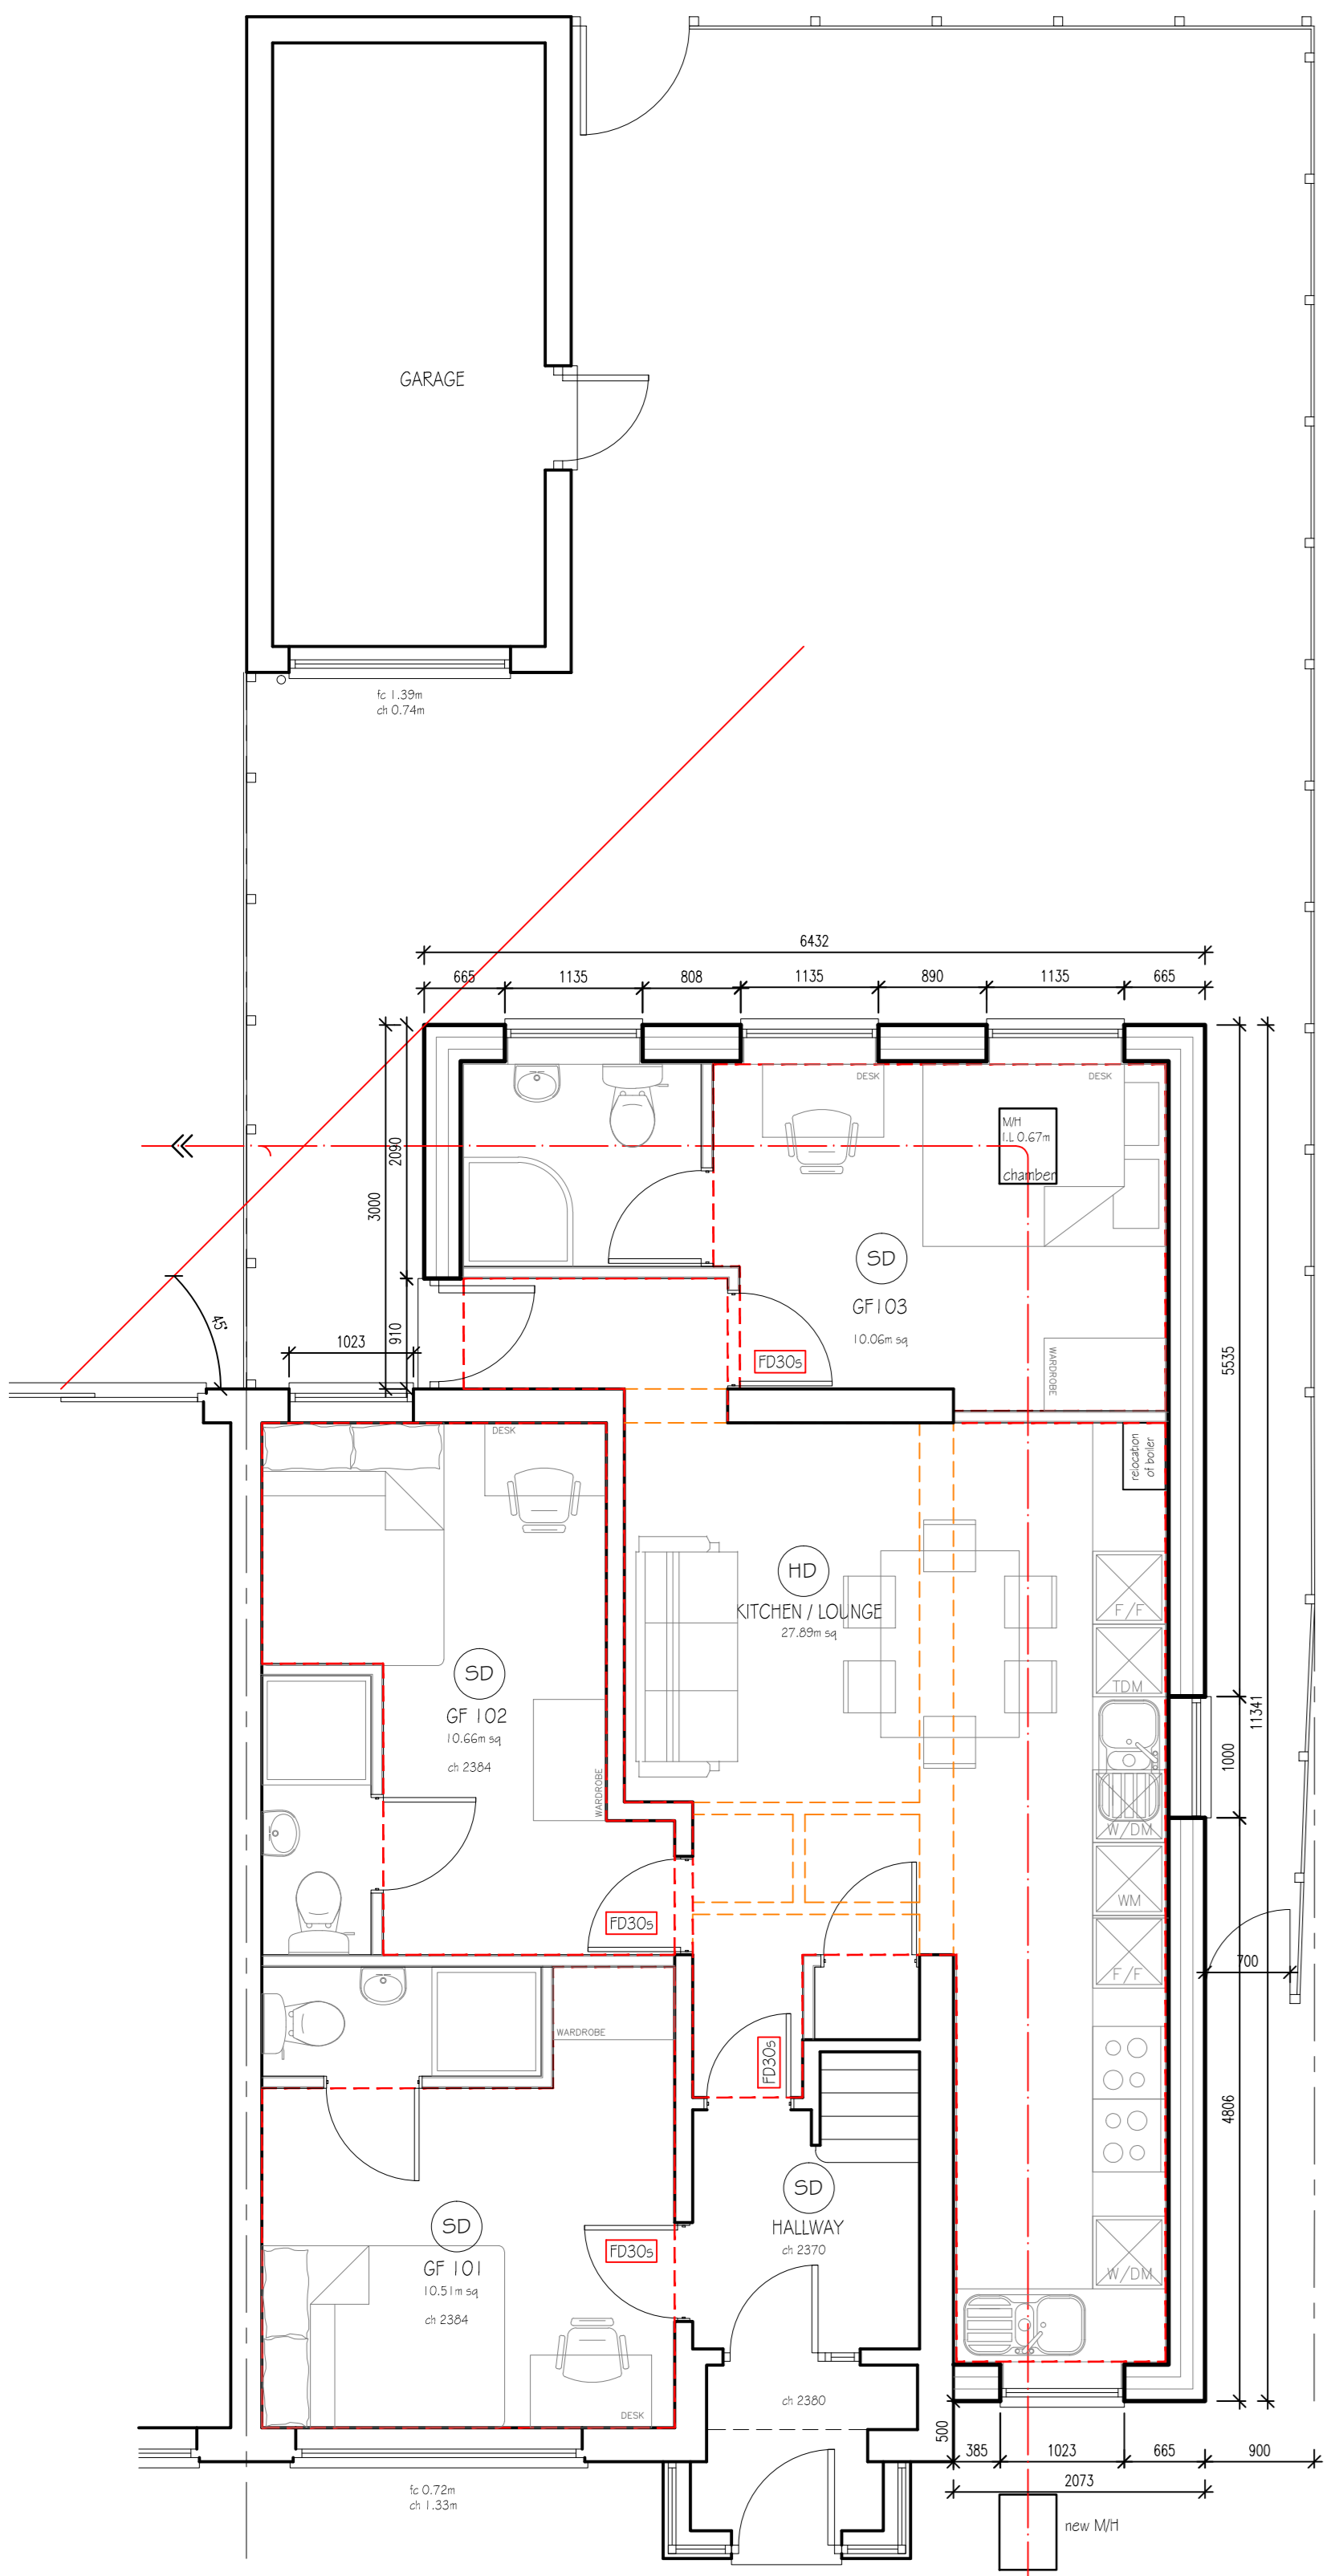 GARAGE
fc 1.39m
ch 0.74m
6432
665
1135
808
1135
890
1135
665
3000
2090
910
DESK
DESK
M/H
I.L 0.67m
chamber
SD
GF103
10.06m sq
WARDROBE
FD30s
45°
1023
5535
11341
DESK
relocation
of boiler
HD
KITCHEN / LOUNGE
27.89m sq
F/F
TDM
SD
GF 102
10.66m sq
ch 2384
WARDROBE
1000
W/DM
WM
F/F
FD30s
700
WARDROBE
FD30s
4806
SD
HALLWAY
ch 2370
SD
GF 101
10.51m sq
ch 2384
FD30s
W/DM
DESK
ch 2380
500
385
1023
665
900
2073
fc 0.72m
ch 1.33m
new M/H